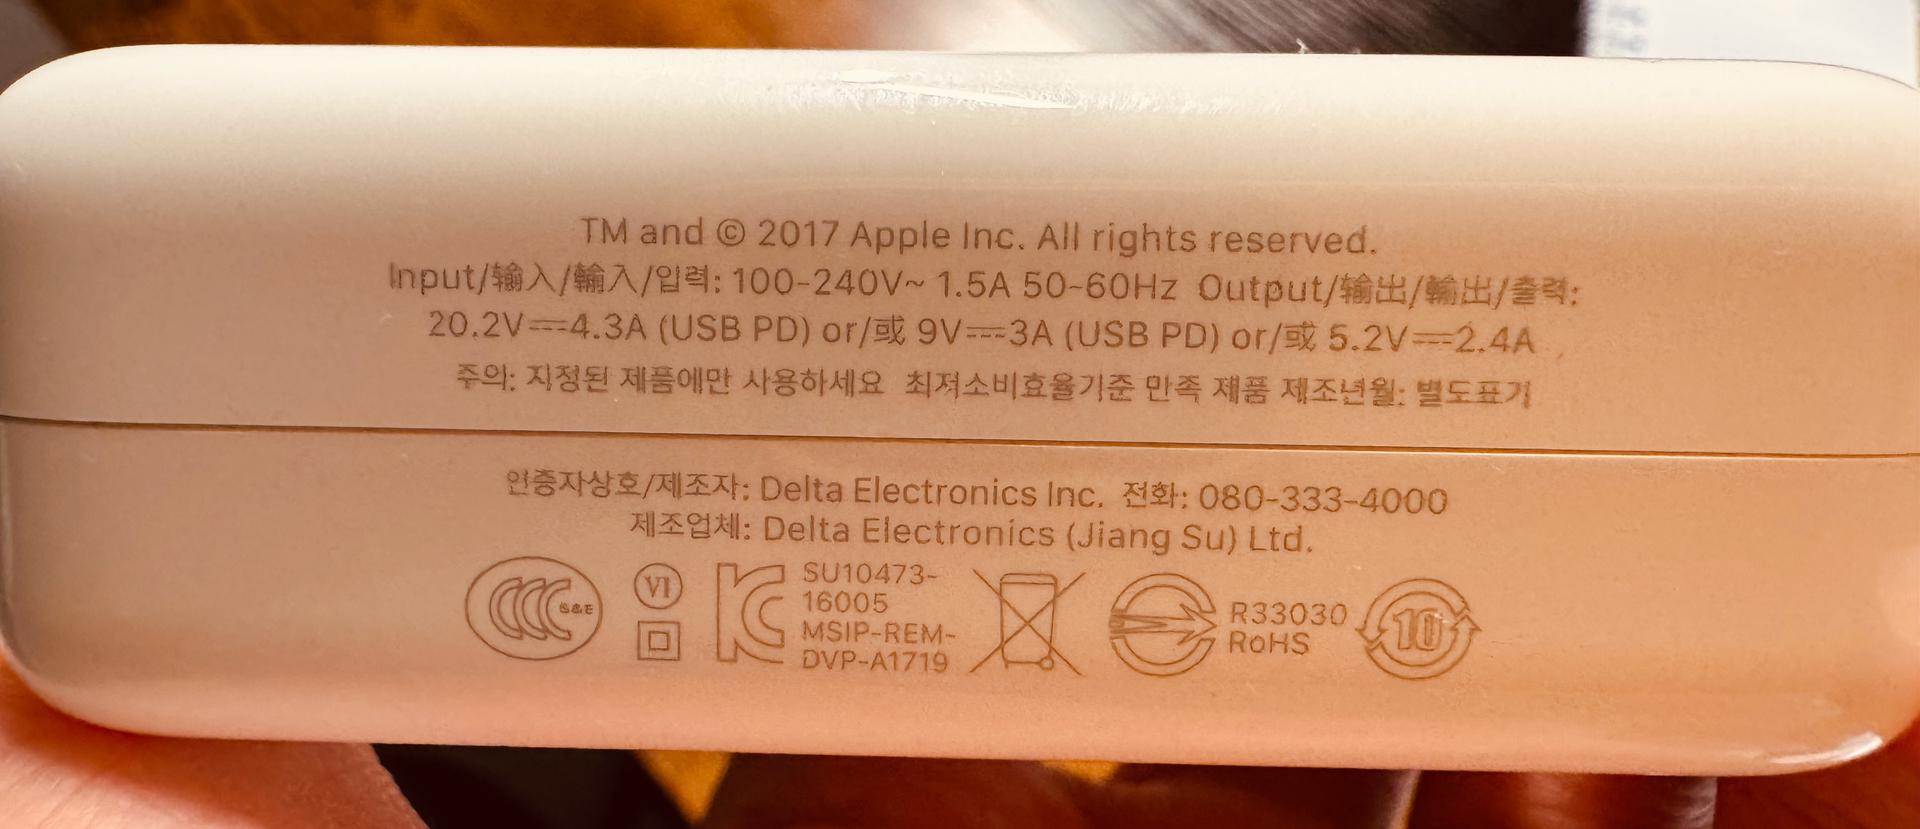 TM and © 2017 Apple Inc. All rights reserved.
Input/输入/輸入/입력: 100-240V~ 1.5A 50-60Hz Output/输出/輸出/출력:
20.2V⎓4.3A (USB PD) or/或 9V⎓3A (USB PD) or/或 5.2V⎓2.4A
주의: 지정된 제품에만 사용하세요 최저소비효율기준 만족 제품 제조년월: 별도표기
인증자상호/제조자: Delta Electronics Inc. 전화: 080-333-4000
제조업체: Delta Electronics (Jiang Su) Ltd.
CCC S&E
VI
KC
SU10473-
16005
MSIP-REM-
DVP-A1719
R33030
RoHS
10